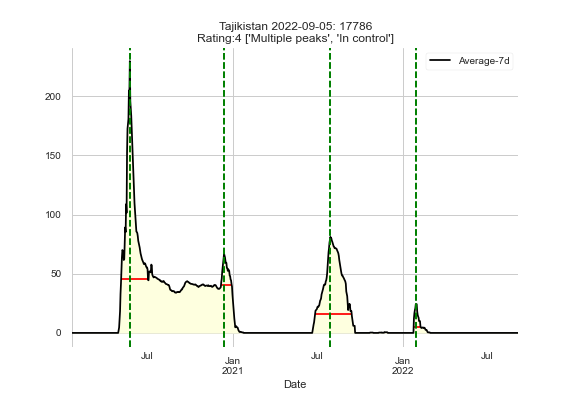 Tajikistan 2022-09-05: 17786
Rating:4 ['Multiple peaks', 'In control']
Average-7d
200
150
100
50
0
Jul
Jan
2021
Jul
Jan
2022
Jul
Date